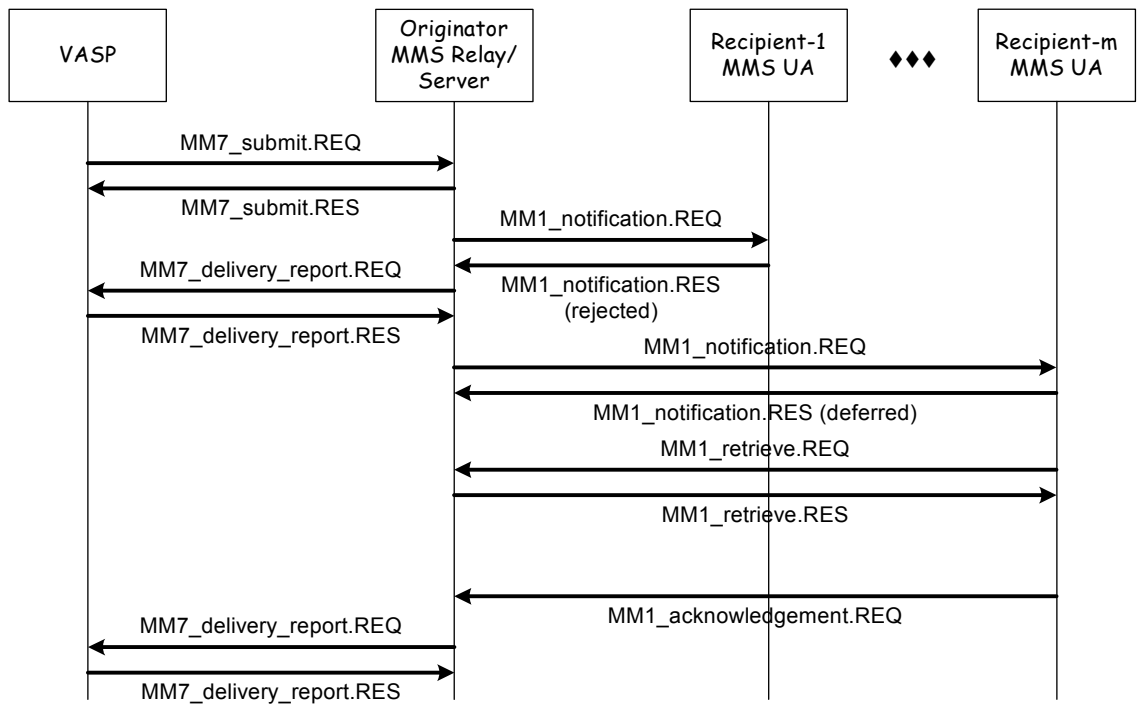 VASP
Originator
MMS Relay/
Server
Recipient-1
MMS UA
Recipient-m
MMS UA
MM7_submit.REQ
MM7_submit.RES
MM1_notification.REQ
MM7_delivery_report.REQ
MM1_notification.RES
(rejected)
MM7_delivery_report.RES
MM1_notification.REQ
MM1_notification.RES (deferred)
MM1_retrieve.REQ
MM1_retrieve.RES
MM1_acknowledgement.REQ
MM7_delivery_report.REQ
MM7_delivery_report.RES